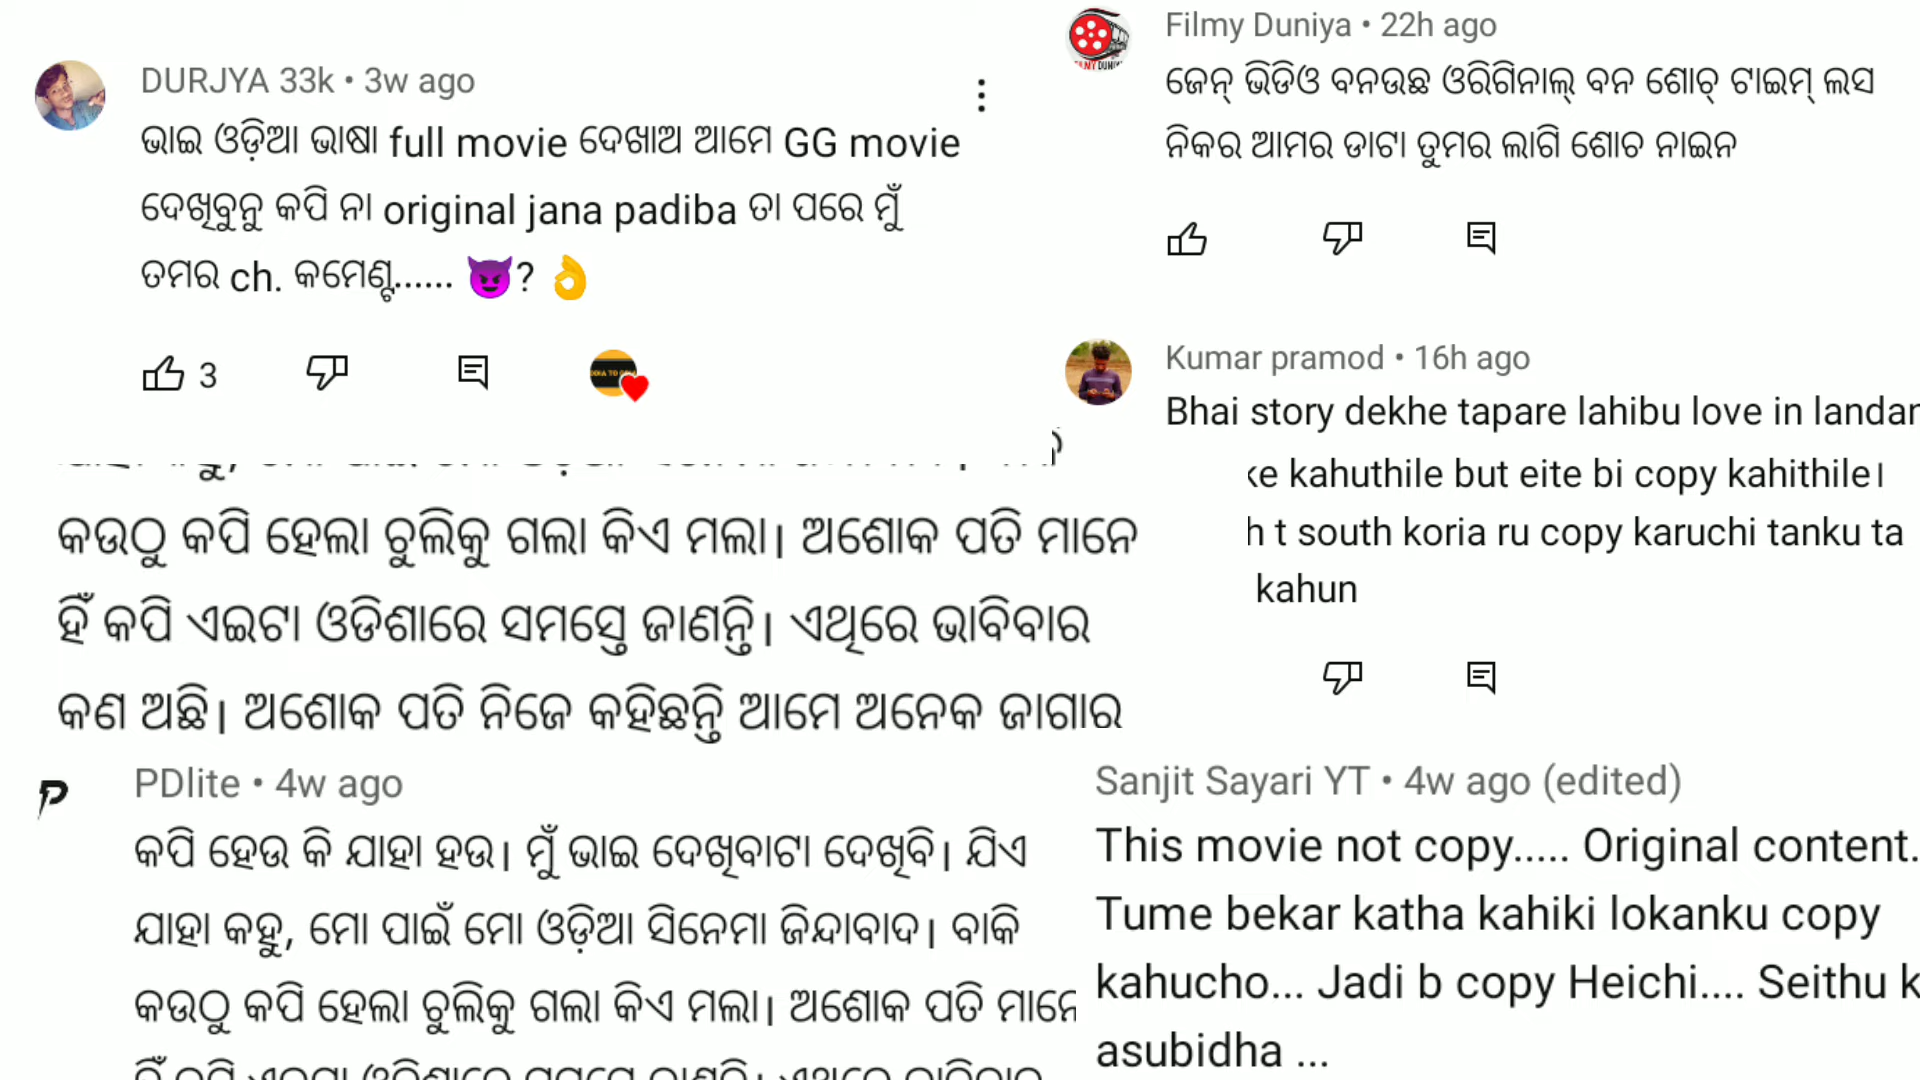 DURJYA 33k • 3w ago
ଭାଇ ଓଡ଼ିଆ ଭାଷା full movie ଦେଖାଅ ଆମେ GG movie
ଦେଖିବୁନୁ କପି ନା original jana padiba ତା ପରେ ମୁଁ
ତମର ch. କମେଣ୍ଟ...... 😈? 👌
3
କଉଠୁ କପି ହେଲା ଚୁଲିକୁ ଗଲା କିଏ ମଲା। ଅଶୋକ ପତି ମାନେ
ହିଁ କପି ଏଇଟା ଓଡିଶାରେ ସମସ୍ତେ ଜାଣନ୍ତି। ଏଥିରେ ଭାବିବାର
କଣ ଅଛି। ଅଶୋକ ପତି ନିଜେ କହିଛନ୍ତି ଆମେ ଅନେକ ଜାଗାର
PDlite • 4w ago
କପି ହେଉ କି ଯାହା ହଉ। ମୁଁ ଭାଇ ଦେଖିବାଟା ଦେଖିବି। ଯିଏ
ଯାହା କହୁ, ମୋ ପାଇଁ ମୋ ଓଡ଼ିଆ ସିନେମା ଜିନ୍ଦାବାଦ। ବାକି
କଉଠୁ କପି ହେଲା ଚୁଲିକୁ ଗଲା କିଏ ମଲା। ଅଶୋକ ପତି ମାନେ
Filmy Duniya • 22h ago
ଜେନ୍ ଭିଡିଓ ବନଉଛ ଓରିଗିନାଲ୍ ବନ ଶୋଚ୍ ଟାଇମ୍ ଲସ
ନିକର ଆମର ଡାଟା ତୁମର ଲାଗି ଶୋଚ ନାଇନ
Kumar pramod • 16h ago
Bhai story dekhe tapare lahibu love in landan
ke kahuthile but eite bi copy kahithile।
h t south koria ru copy karuchi tanku ta
kahun
Sanjit Sayari YT • 4w ago (edited)
This movie not copy..... Original content.
Tume bekar katha kahiki lokanku copy
kahucho... Jadi b copy Heichi.... Seithu k
asubidha ...